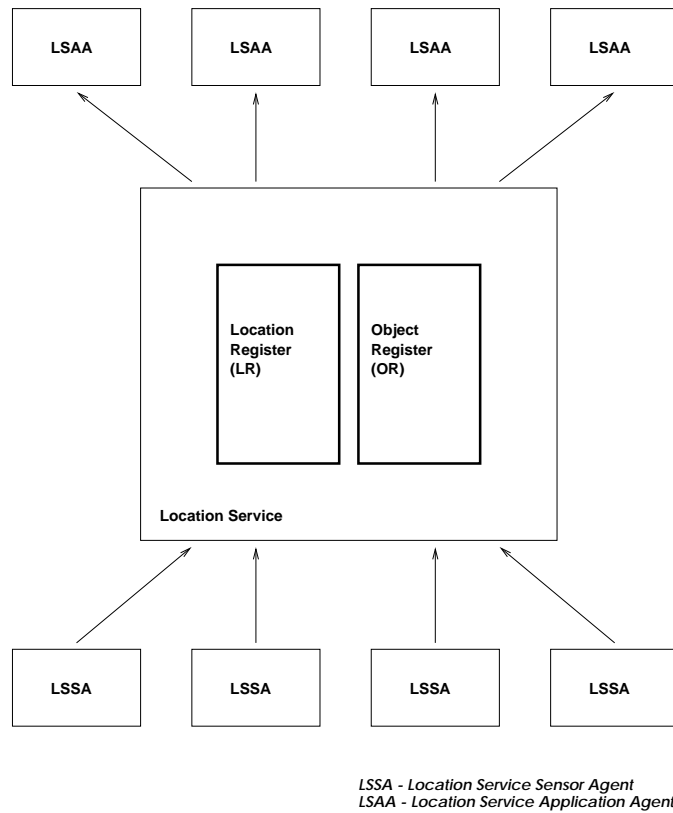 LSAA LSAA LSAA LSAA
Location
Register
(LR)
Object
Register
(OR)
Location Service
LSSA LSSA LSSA LSSA
LSSA - Location Service Sensor Agent
LSAA - Location Service Application Agent